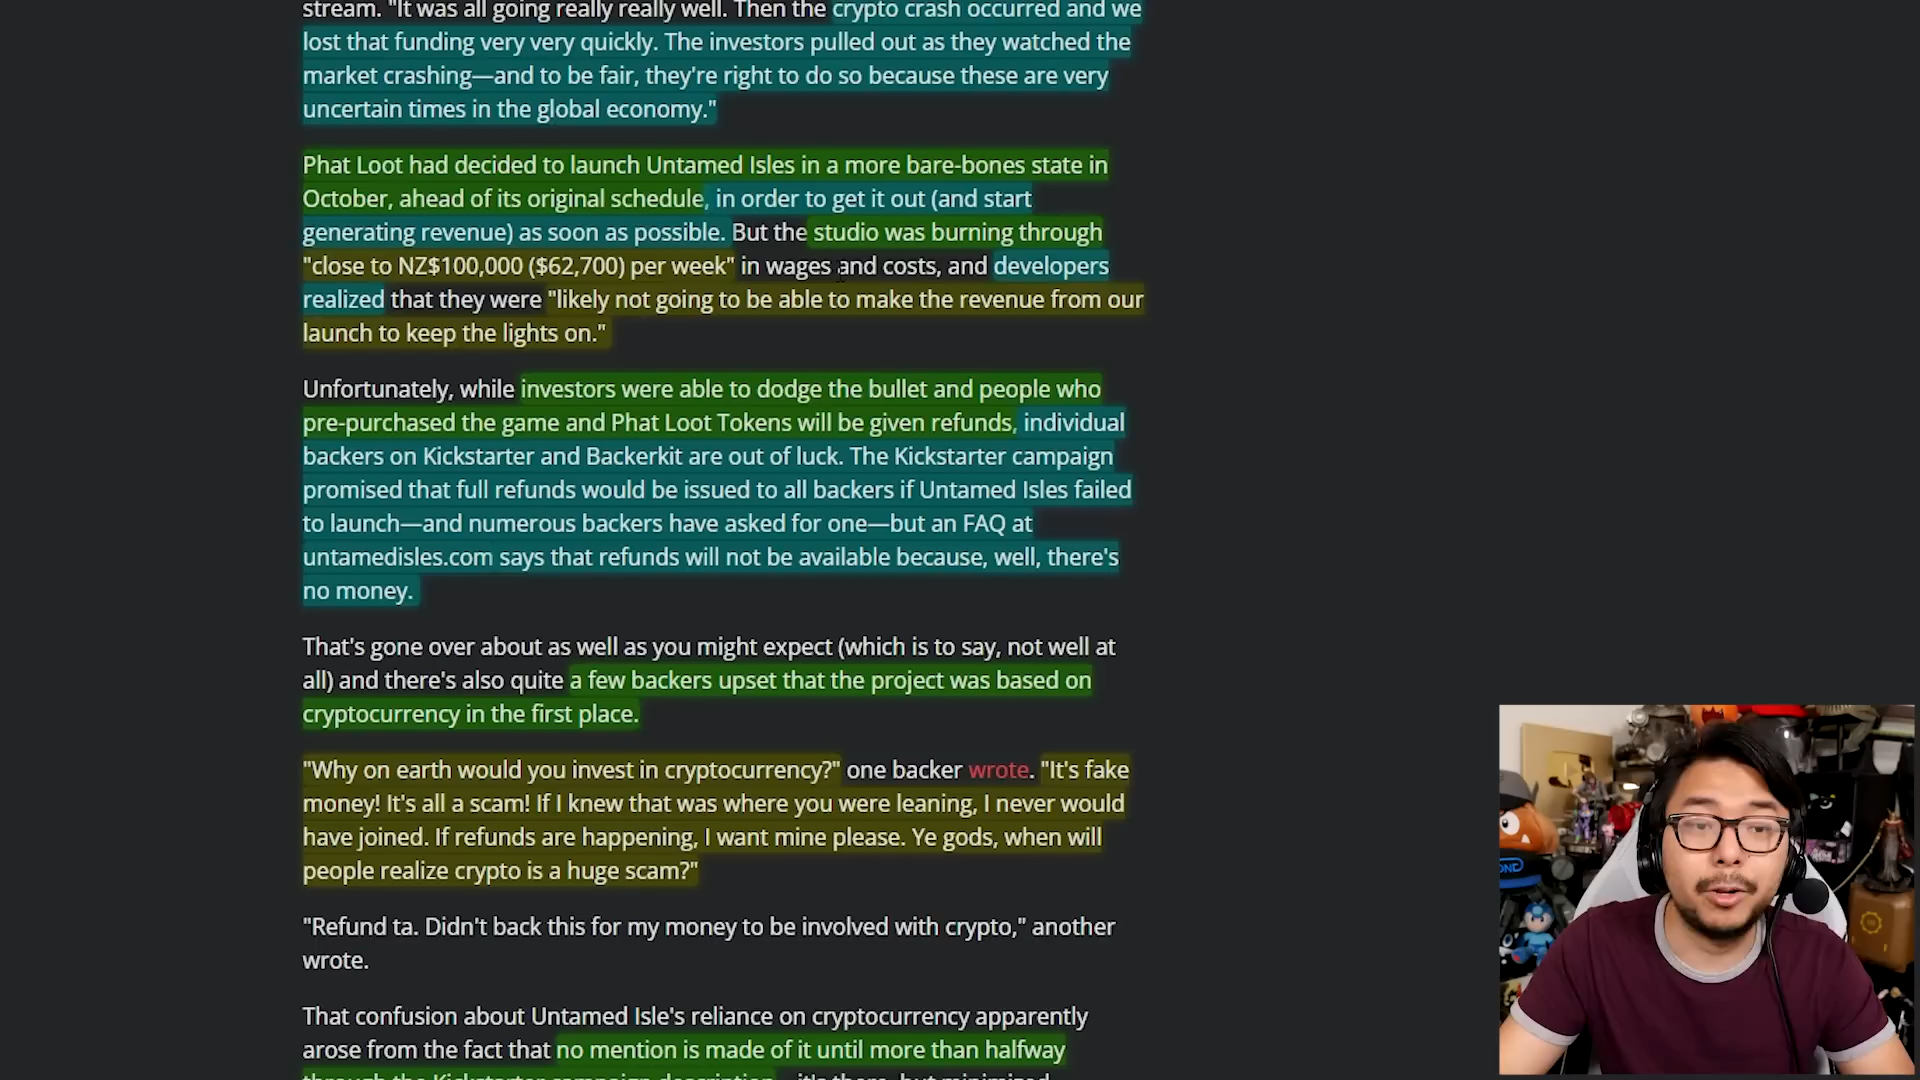 stream. "It was all going really really well. Then the crypto crash occurred and we
lost that funding very very quickly. The investors pulled out as they watched the
market crashing—and to be fair, they're right to do so because these are very
uncertain times in the global economy."
Phat Loot had decided to launch Untamed Isles in a more bare-bones state in
October, ahead of its original schedule, in order to get it out (and start
generating revenue) as soon as possible. But the studio was burning through
"close to NZ$100,000 ($62,700) per week" in wages and costs, and developers
realized that they were "likely not going to be able to make the revenue from our
launch to keep the lights on."
Unfortunately, while investors were able to dodge the bullet and people who
pre-purchased the game and Phat Loot Tokens will be given refunds, individual
backers on Kickstarter and Backerkit are out of luck. The Kickstarter campaign
promised that full refunds would be issued to all backers if Untamed Isles failed
to launch—and numerous backers have asked for one—but an FAQ at
untamedisles.com says that refunds will not be available because, well, there's
no money.
That's gone over about as well as you might expect (which is to say, not well at
all) and there's also quite a few backers upset that the project was based on
cryptocurrency in the first place.
"Why on earth would you invest in cryptocurrency?" one backer wrote. "It's fake
money! It's all a scam! If I knew that was where you were leaning, I never would
have joined. If refunds are happening, I want mine please. Ye gods, when will
people realize crypto is a huge scam?"
"Refund ta. Didn't back this for my money to be involved with crypto," another
wrote.
That confusion about Untamed Isle's reliance on cryptocurrency apparently
arose from the fact that no mention is made of it until more than halfway
through the Kickstarter campaign description—it's there, but minimized